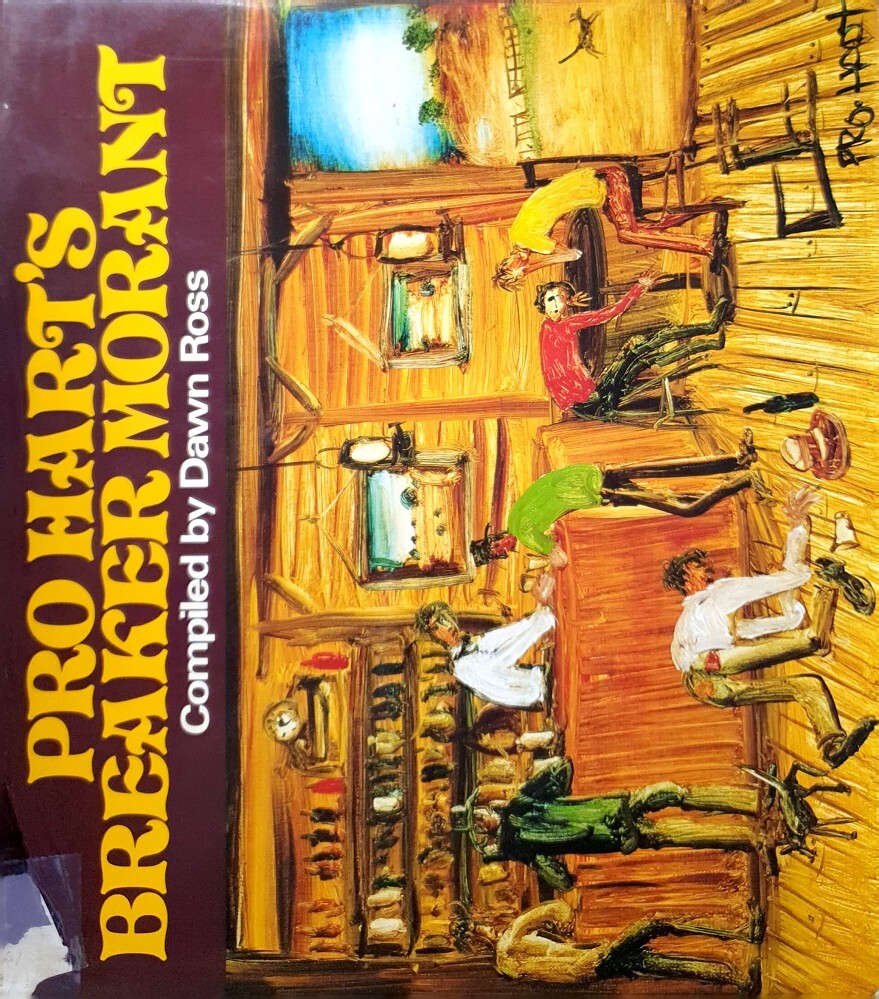 PRO HART'S
BREAKER MORANT
Compiled by Dawn Ross
PRO. HART